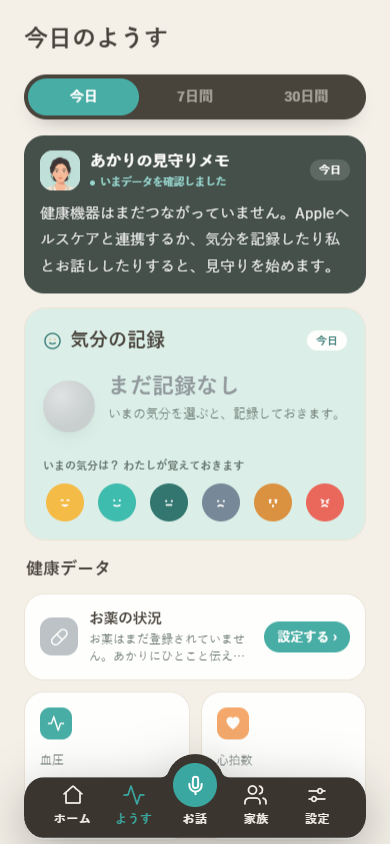 今日のようす
今日
7日間
30日間
あかりの見守りメモ
• いまデータを確認しました
今日
健康機器はまだつながっていません。Appleヘ
ルスケアと連携するか、気分を記録したり私
とお話ししたりすると、見守りを始めます。
気分の記録
今日
まだ記録なし
いまの気分を選ぶと、記録しておきます。
いまの気分は？ わたしが覚えておきます
健康データ
お薬の状況
お薬はまだ登録されていませ
ん。あかりにひとこと伝え…
設定する ›
血圧
心拍数
ホーム
ようす
お話
家族
設定